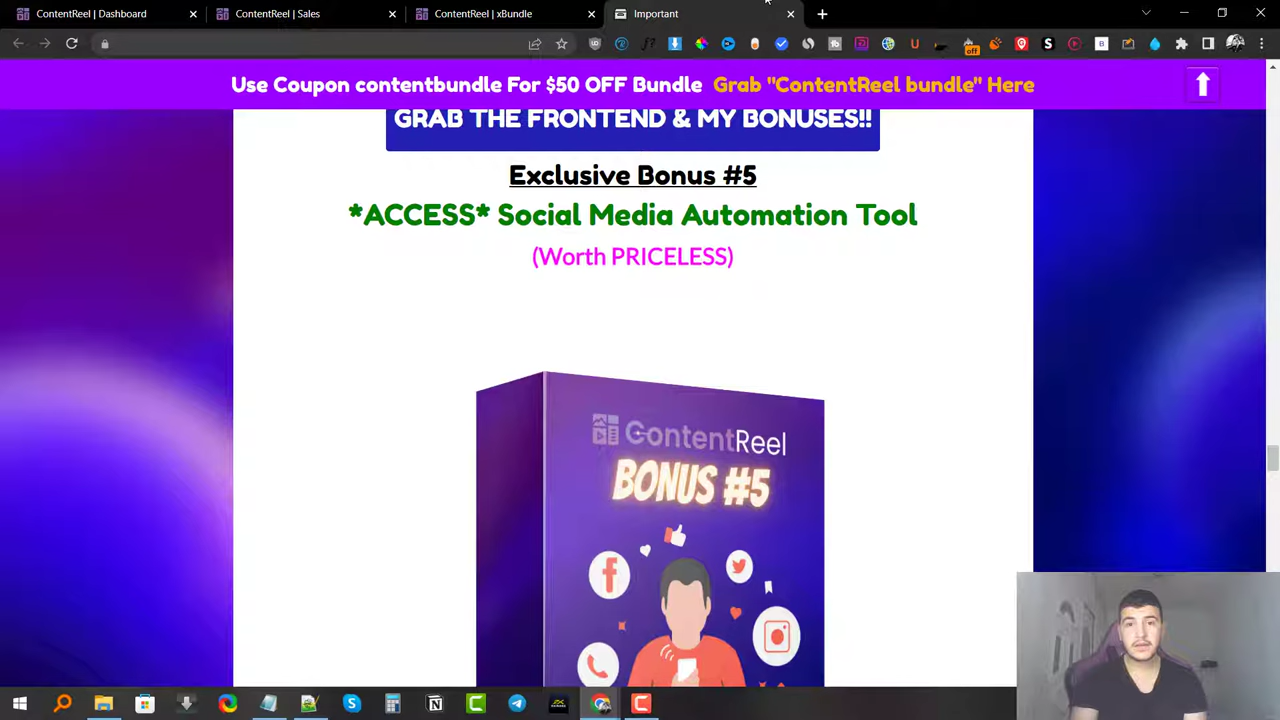 ContentReel | Dashboard
ContentReel | Sales
ContentReel | xBundle
Important
off
Use Coupon contentbundle For $50 OFF Bundle Grab "ContentReel bundle" Here
GRAB THE FRONTEND & MY BONUSES!!
Exclusive Bonus #5
*ACCESS* Social Media Automation Tool
(Worth PRICELESS)
ContentReel
BONUS #5